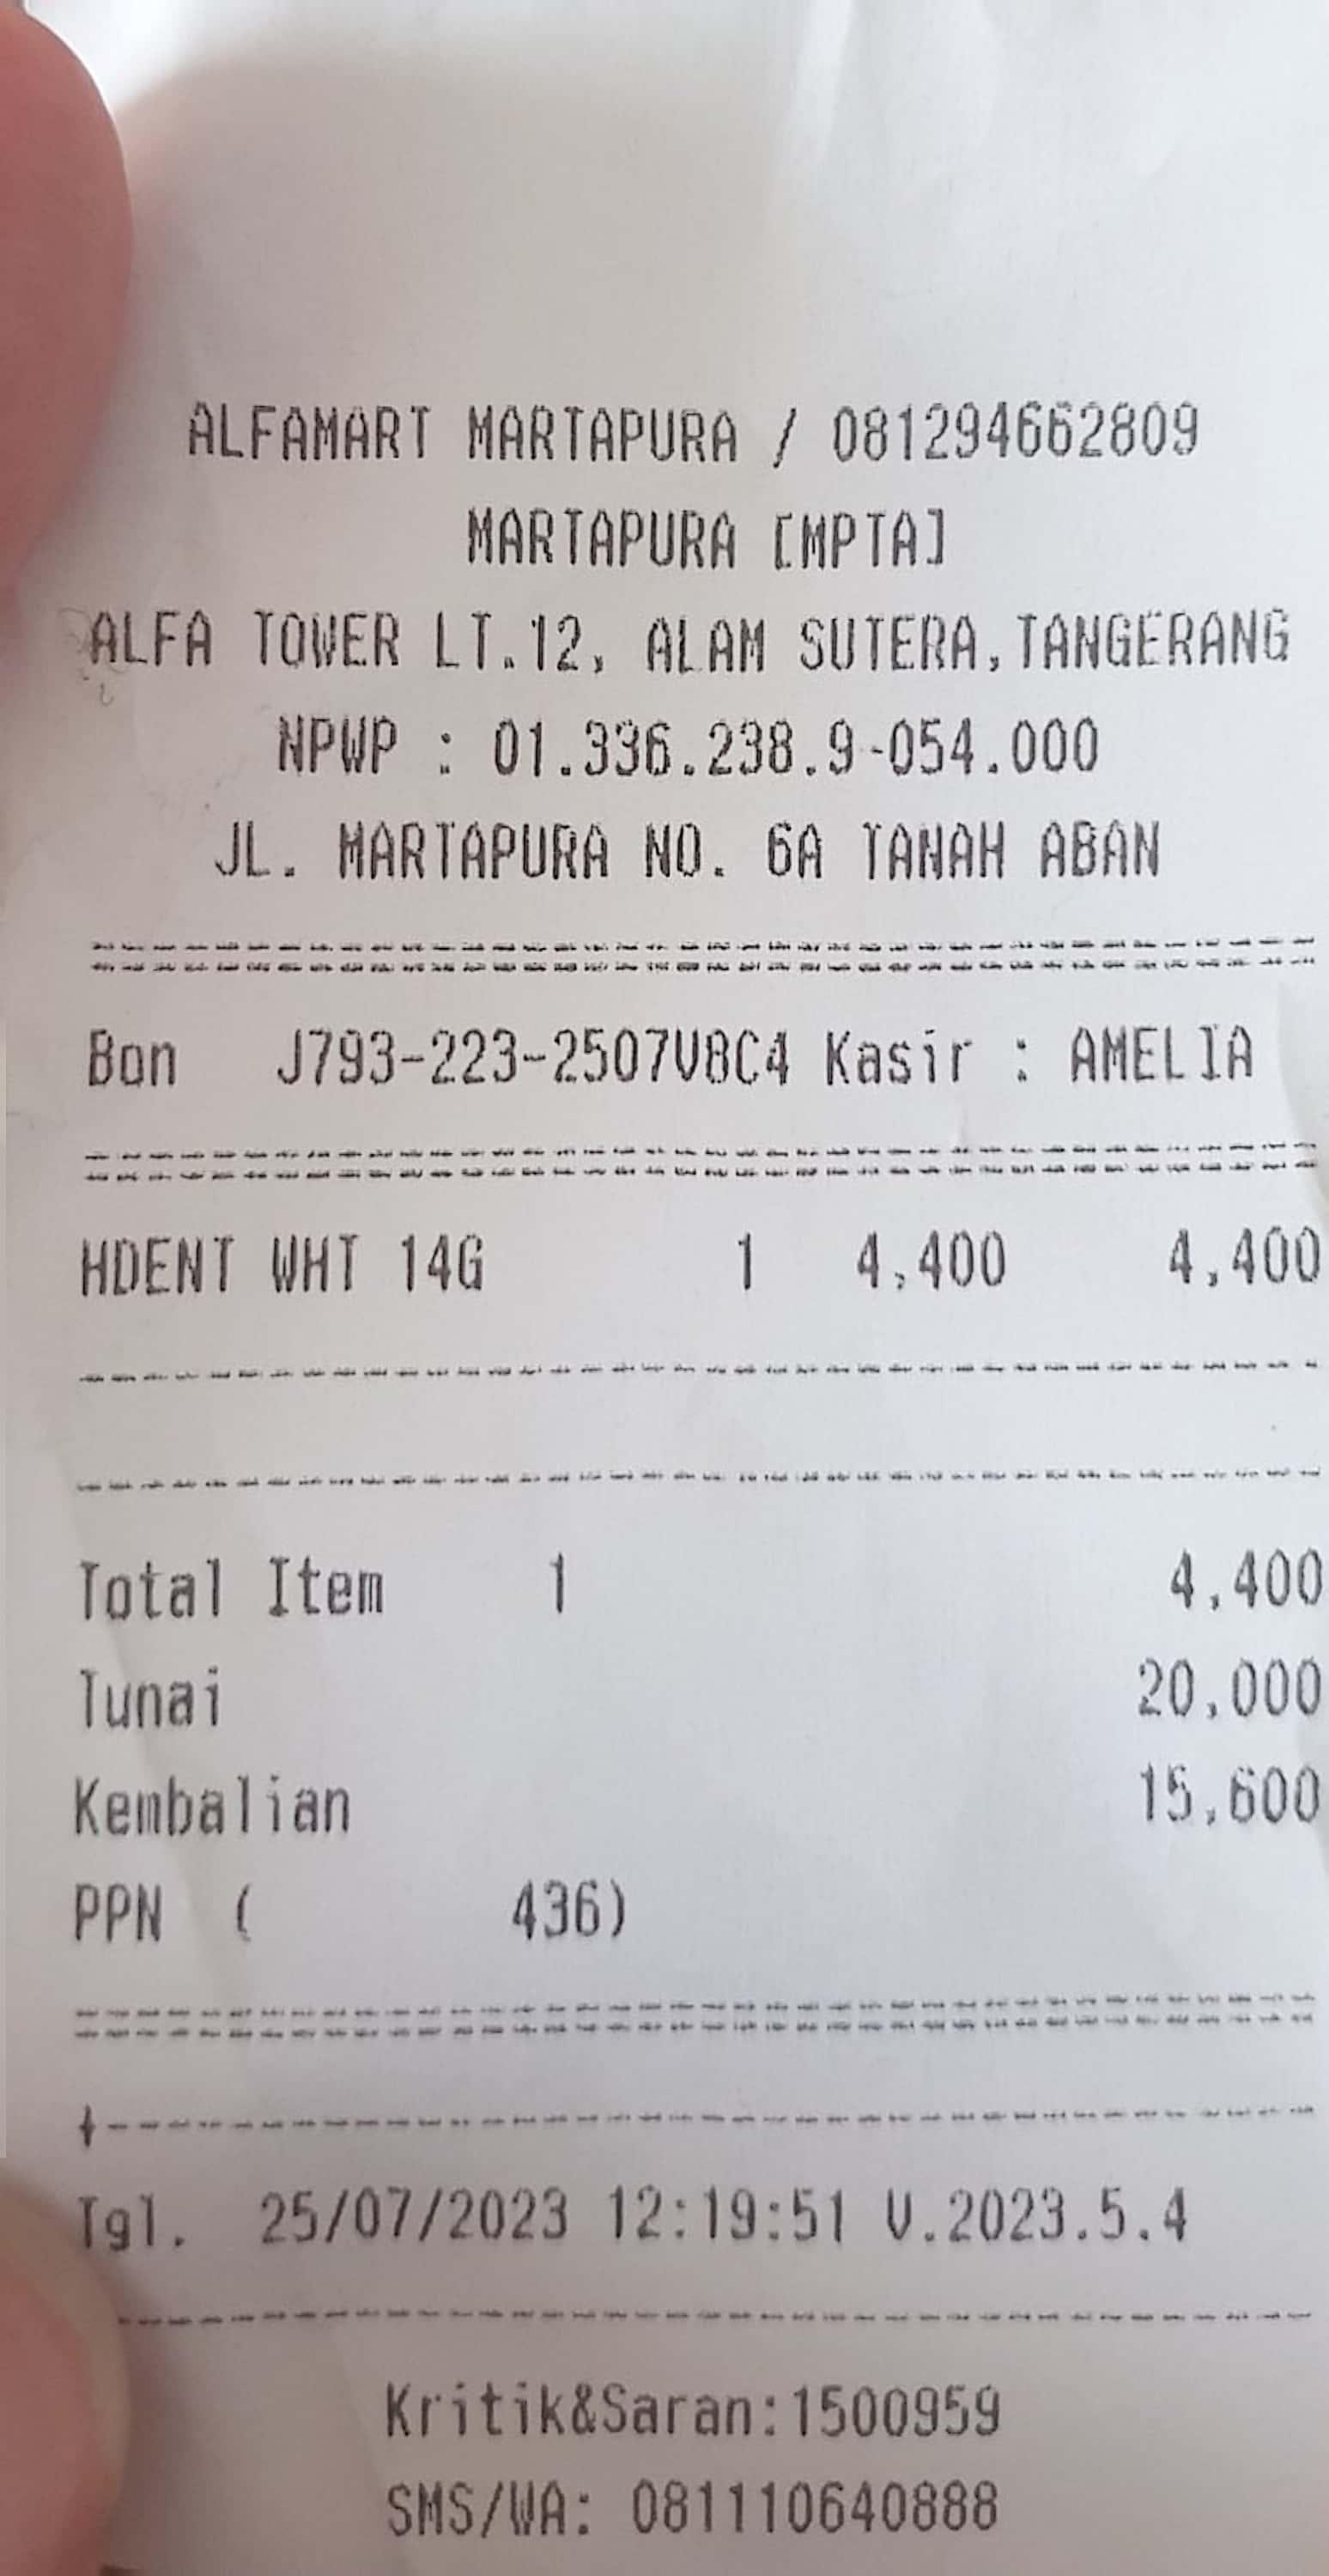 ALFAMART MARTAPURA / 081294662809
MARTAPURA [MPTA]
ALFA TOWER LT.12, ALAM SUTERA,TANGERANG
NPWP : 01.336.238.9-054.000
JL. MARTAPURA NO. 6A TANAH ABAN
Bon J793-223-2507V8C4 Kasir : AMELIA
HDENT WHT 14G 1 4,400 4,400
Total Item 1 4,400
Tunai 20,000
Kembalian 15,600
PPN ( 436)
Tgl. 25/07/2023 12:19:51 V.2023.5.4
Kritik&Saran:1500959
SMS/WA: 081110640888